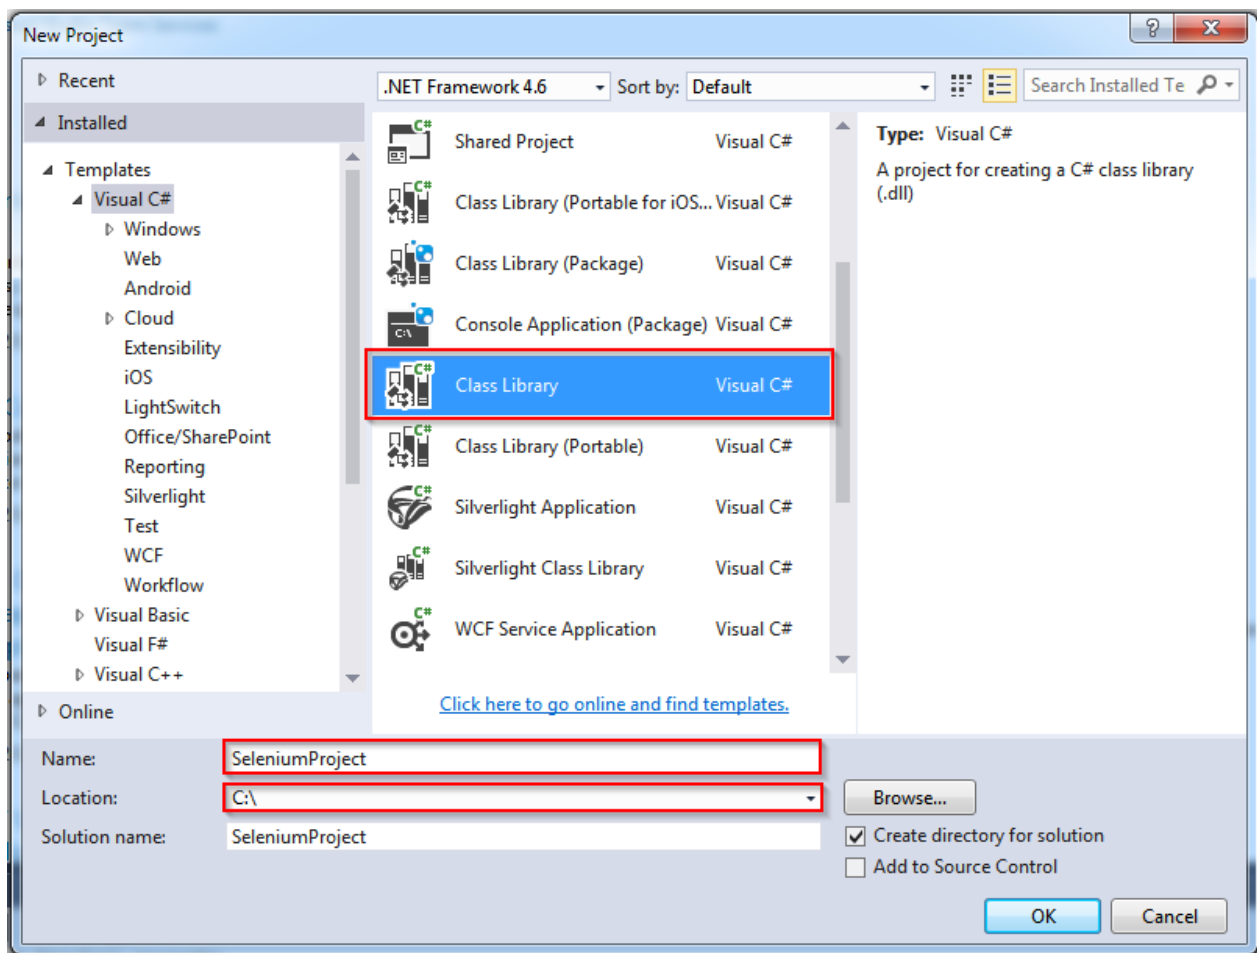 New Project
Recent
.NET Framework 4.6
Sort by: Default
Search Installed Te
Installed
Templates
Visual C#
Windows
Web
Android
Cloud
Extensibility
iOS
LightSwitch
Office/SharePoint
Reporting
Silverlight
Test
WCF
Workflow
Visual Basic
Visual F#
Visual C++
Online
Shared Project Visual C#
Class Library (Portable for iOS... Visual C#
Class Library (Package) Visual C#
Console Application (Package) Visual C#
Class Library Visual C#
Class Library (Portable) Visual C#
Silverlight Application Visual C#
Silverlight Class Library Visual C#
WCF Service Application Visual C#
Click here to go online and find templates.
Type: Visual C#
A project for creating a C# class library
(.dll)
Name: SeleniumProject
Location: C:\
Browse...
Solution name: SeleniumProject
Create directory for solution
Add to Source Control
OK
Cancel